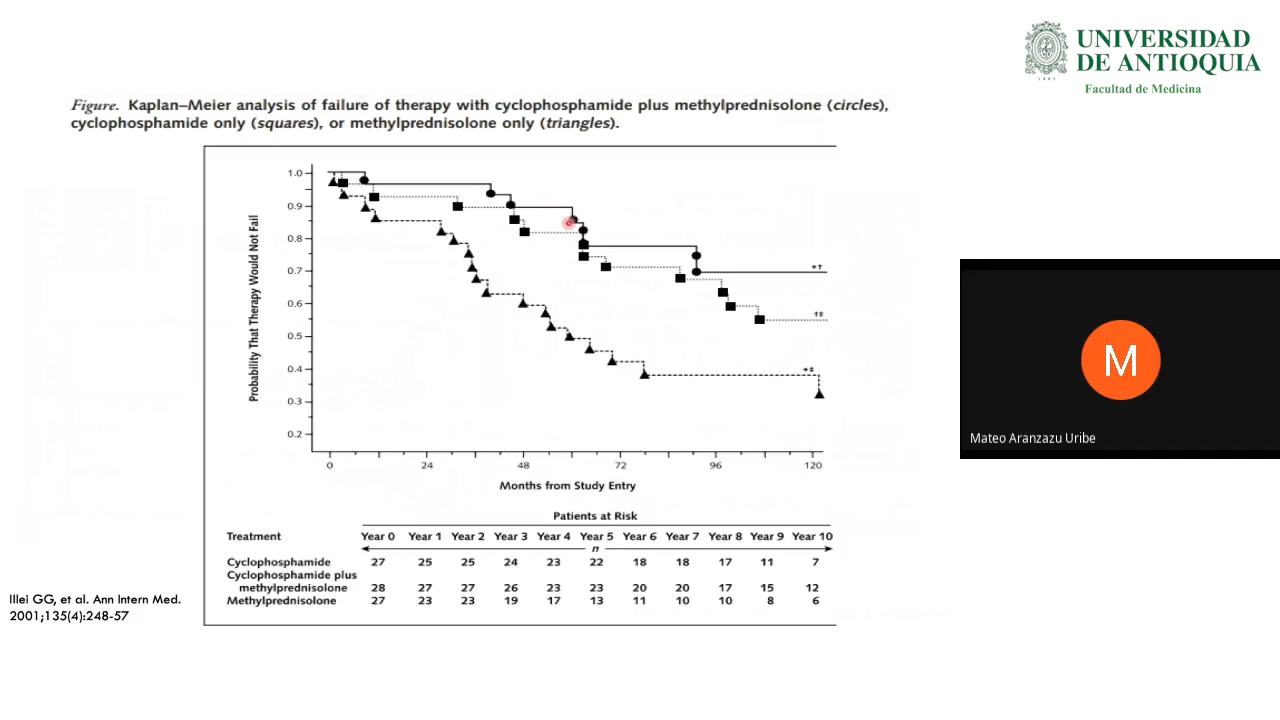 UNIVERSIDAD
DE ANTIOQUIA
1803
Facultad de Medicina
Figure. Kaplan—Meier analysis of failure of therapy with cyclophosphamide plus methylprednisolone (circles),
cyclophosphamide only (squares), or methylprednisolone only (triangles).
Probability That Therapy Would Not Fail
1.0
0.9
0.8
0.7
0.6
0.5
0.4
0.3
0.2
*†
†‡
*‡
0 24 48 72 96 120
Months from Study Entry
Patients at Risk
Treatment Year 0 Year 1 Year 2 Year 3 Year 4 Year 5 Year 6 Year 7 Year 8 Year 9 Year 10
n
Cyclophosphamide 27 25 25 24 23 22 18 18 17 11 7
Cyclophosphamide plus
methylprednisolone 28 27 27 26 23 23 20 20 17 15 12
Methylprednisolone 27 23 23 19 17 13 11 10 10 8 6
Illei GG, et al. Ann Intern Med.
2001;135(4):248-57
M
Mateo Aranzazu Uribe